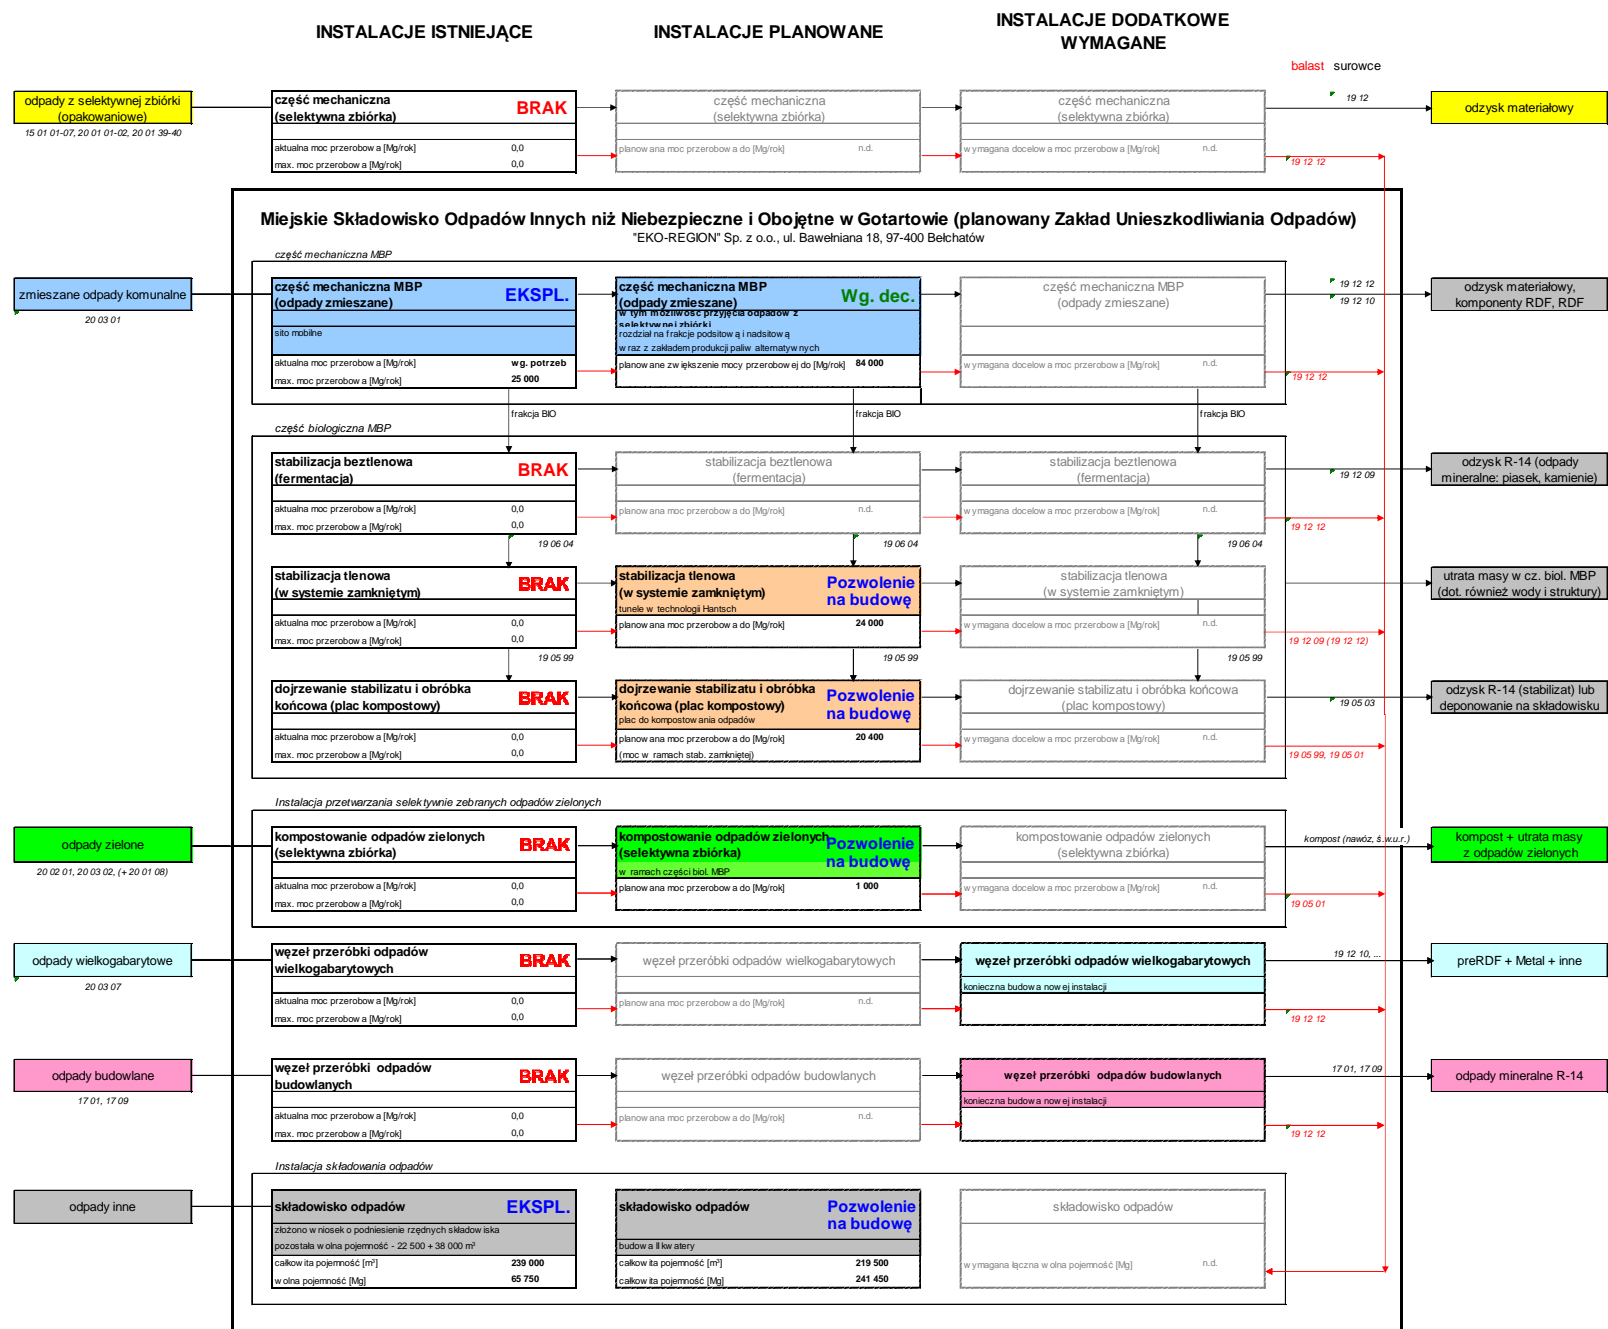 INSTALACJE ISTNIEJĄCE
INSTALACJE PLANOWANE
INSTALACJE DODATKOWE
WYMAGANE
balast surowce
odpady z selektywnej zbiórki
(opakowaniowe)
15 01 01-07, 20 01 01-02, 20 01 39-40
część mechaniczna
(selektywna zbiórka)
BRAK
aktualna moc przerobowa [Mg/rok] 0,0
max. moc przerobowa [Mg/rok] 0,0
część mechaniczna
(selektywna zbiórka)
planowana moc przerobowa do [Mg/rok] n.d.
część mechaniczna
(selektywna zbiórka)
wymagana docelowa moc przerobowa [Mg/rok] n.d.
19 12
19 12 12
odzysk materiałowy
Miejskie Składowisko Odpadów Innych niż Niebezpieczne i Obojętne w Gotartowie (planowany Zakład Unieszkodliwiania Odpadów)
"EKO-REGION" Sp. z o.o., ul. Bawełniana 18, 97-400 Bełchatów
część mechaniczna MBP
zmieszane odpady komunalne
20 03 01
część mechaniczna MBP
(odpady zmieszane)
EKSPL.
sito mobilne
aktualna moc przerobowa [Mg/rok] wg. potrzeb
max. moc przerobowa [Mg/rok] 25 000
część mechaniczna MBP
(odpady zmieszane)
Wg. dec.
w tym możliwość przyjęcia odpadów z
selektywnej zbiórki
rozdział na frakcje podsitową i nadsitową
wraz z zakładem produkcji paliw alternatywnych
planowane zwiększenie mocy przerobowej do [Mg/rok] 84 000
część mechaniczna MBP
(odpady zmieszane)
wymagana docelowa moc przerobowa [Mg/rok] n.d.
19 12 12
19 12 10
19 12 12
odzysk materiałowy,
komponenty RDF, RDF
frakcja BIO
frakcja BIO
frakcja BIO
część biologiczna MBP
stabilizacja beztlenowa
(fermentacja)
BRAK
aktualna moc przerobowa [Mg/rok] 0,0
max. moc przerobowa [Mg/rok] 0,0
stabilizacja beztlenowa
(fermentacja)
planowana moc przerobowa do [Mg/rok] n.d.
stabilizacja beztlenowa
(fermentacja)
wymagana docelowa moc przerobowa [Mg/rok] n.d.
19 12 09
19 12 12
odzysk R-14 (odpady
mineralne: piasek, kamienie)
19 06 04
19 06 04
19 06 04
stabilizacja tlenowa
(w systemie zamkniętym)
BRAK
aktualna moc przerobowa [Mg/rok] 0,0
max. moc przerobowa [Mg/rok] 0,0
stabilizacja tlenowa
(w systemie zamkniętym)
Pozwolenie
na budowę
tunele w technologii Hantsch
planowana moc przerobowa do [Mg/rok] 24 000
stabilizacja tlenowa
(w systemie zamkniętym)
wymagana docelowa moc przerobowa [Mg/rok] n.d.
19 12 09 (19 12 12)
utrata masy w cz. biol. MBP
(dot. również wody i struktury)
19 05 99
19 05 99
19 05 99
dojrzewanie stabilizatu i obróbka
końcowa (plac kompostowy)
BRAK
aktualna moc przerobowa [Mg/rok] 0,0
max. moc przerobowa [Mg/rok] 0,0
dojrzewanie stabilizatu i obróbka
końcowa (plac kompostowy)
Pozwolenie
na budowę
plac do kompostowania odpadów
planowana moc przerobowa do [Mg/rok] 20 400
(moc w ramach stab. zamkniętej)
dojrzewanie stabilizatu i obróbka końcowa
(plac kompostowy)
wymagana docelowa moc przerobowa [Mg/rok] n.d.
19 05 03
19 05 99, 19 05 01
odzysk R-14 (stabilizat) lub
deponowanie na składowisku
Instalacja przetwarzania selektywnie zebranych odpadów zielonych
odpady zielone
20 02 01, 20 03 02, (+ 20 01 08)
kompostowanie odpadów zielonych
(selektywna zbiórka)
BRAK
aktualna moc przerobowa [Mg/rok] 0,0
max. moc przerobowa [Mg/rok] 0,0
kompostowanie odpadów zielonych
(selektywna zbiórka)
Pozwolenie
na budowę
w ramach części biol. MBP
planowana moc przerobowa do [Mg/rok] 1 000
kompostowanie odpadów zielonych
(selektywna zbiórka)
wymagana docelowa moc przerobowa [Mg/rok] n.d.
kompost (nawóz, ś.w.u.r.)
19 05 01
kompost + utrata masy
z odpadów zielonych
odpady wielkogabarytowe
20 03 07
węzeł przeróbki odpadów
wielkogabarytowych
BRAK
aktualna moc przerobowa [Mg/rok] 0,0
max. moc przerobowa [Mg/rok] 0,0
węzeł przeróbki odpadów wielkogabarytowych
planowana moc przerobowa do [Mg/rok] n.d.
węzeł przeróbki odpadów wielkogabarytowych
konieczna budowa nowej instalacji
19 12 10, ...
19 12 12
preRDF + Metal + inne
odpady budowlane
17 01, 17 09
węzeł przeróbki odpadów
budowlanych
BRAK
aktualna moc przerobowa [Mg/rok] 0,0
max. moc przerobowa [Mg/rok] 0,0
węzeł przeróbki odpadów budowlanych
planowana moc przerobowa do [Mg/rok] n.d.
węzeł przeróbki odpadów budowlanych
konieczna budowa nowej instalacji
17 01, 17 09
19 12 12
odpady mineralne R-14
Instalacja składowania odpadów
odpady inne
składowisko odpadów
EKSPL.
złożono wniosek o podniesienie rzędnych składowiska
pozostała wolna pojemność - 22 500 + 38 000 m³
całkowita pojemność [m³] 239 000
wolna pojemność [Mg] 65 750
składowisko odpadów
Pozwolenie
na budowę
budowa II kwatery
całkowita pojemność [m³] 219 500
całkowita pojemność [Mg] 241 450
składowisko odpadów
wymagana łączna wolna pojemność [Mg] n.d.